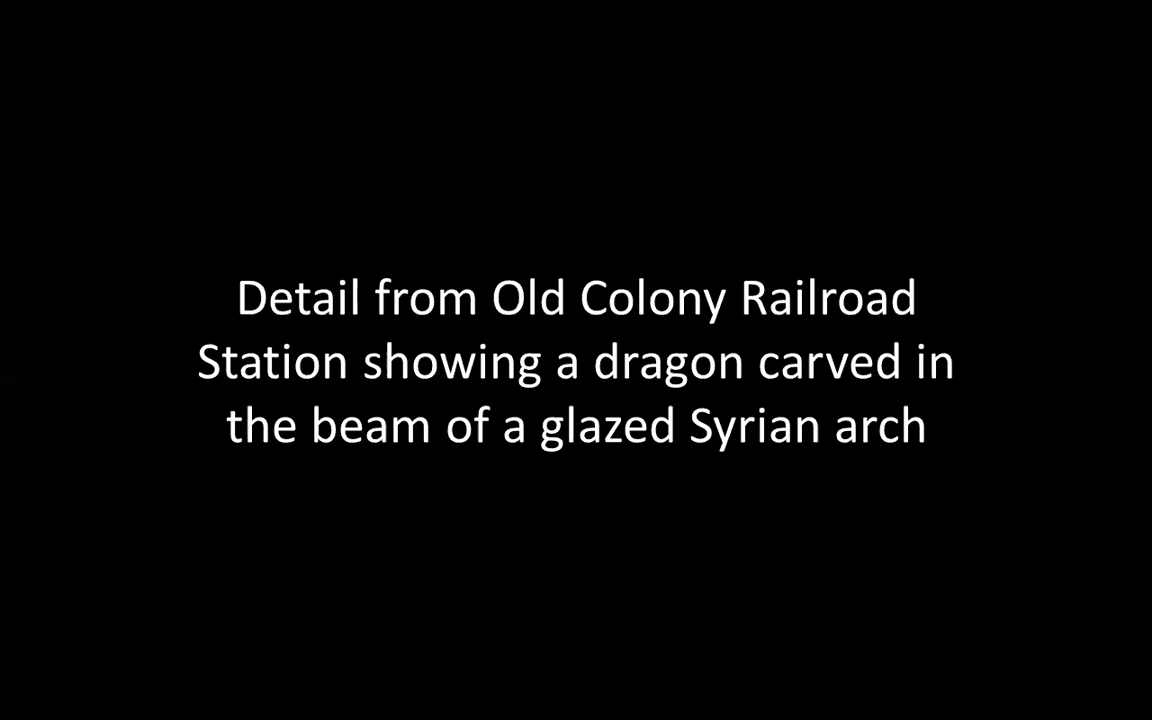 Detail from Old Colony Railroad
Station showing a dragon carved in
the beam of a glazed Syrian arch